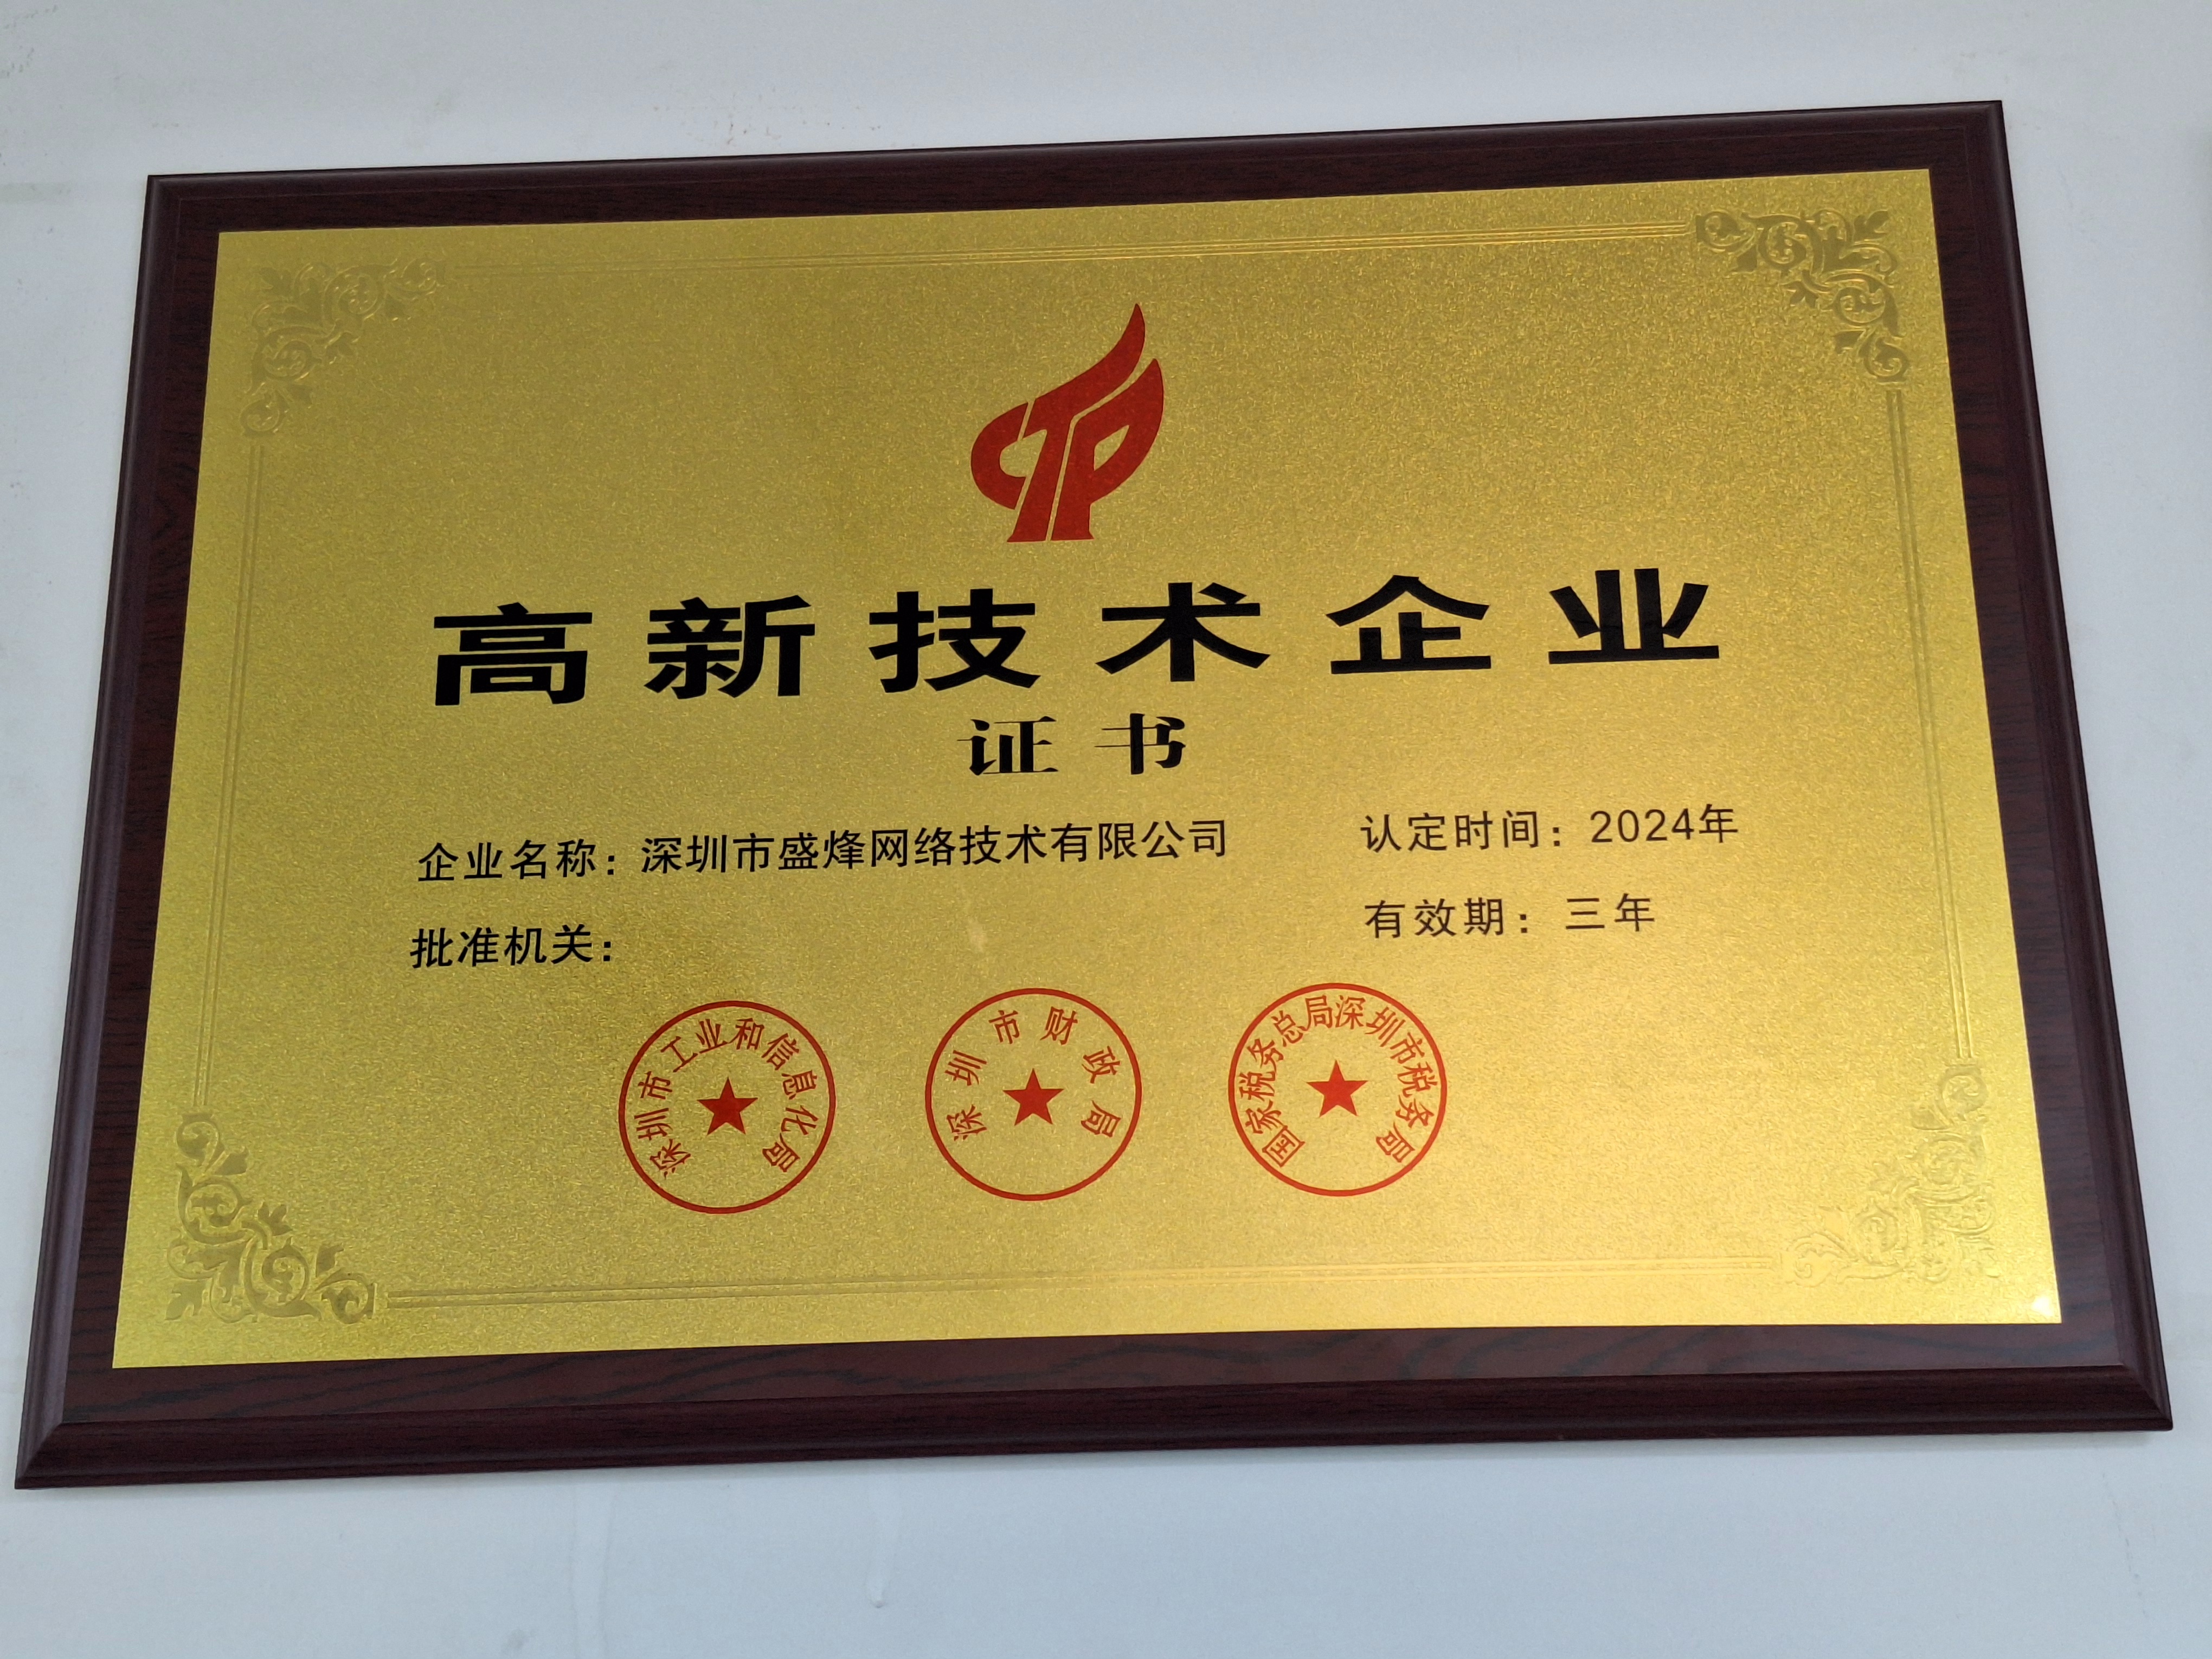 高新技术企业
证书
企业名称：深圳市盛烽网络技术有限公司
认定时间：2024年
批准机关：
有效期：三年
深圳市工业和信息化局
深圳市财政局
国家税务总局深圳市税务局